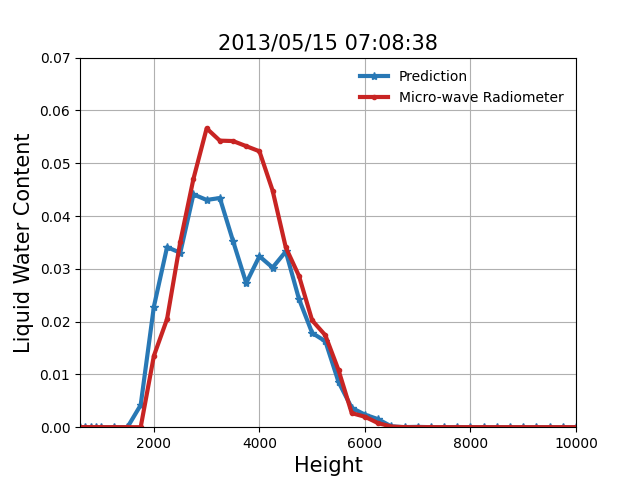 2013/05/15 07:08:38
0.07
0.06
0.05
0.04
0.03
0.02
0.01
0.00
Liquid Water Content
Prediction
Micro-wave Radiometer
2000 4000 6000 8000 10000
Height